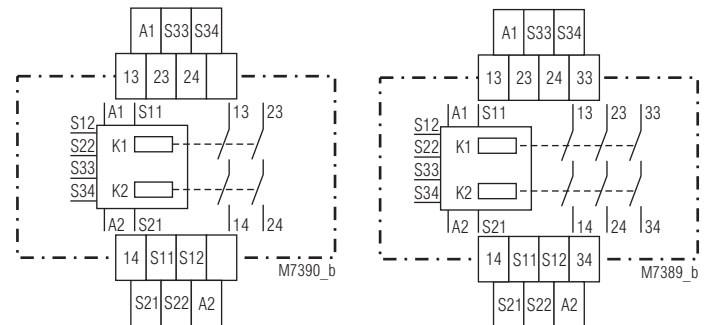 A1 S33 S34
13 23 24
A1 S11 13 23
S12
S22
S33
S34
K1
K2
A2 S21 14 24
14 S11 S12
M7390_b
S21 S22 A2
A1 S33 S34
13 23 24 33
A1 S11 13 23 33
S12
S22
S33
S34
K1
K2
A2 S21 14 24 34
14 S11 S12 34
M7389_b
S21 S22 A2